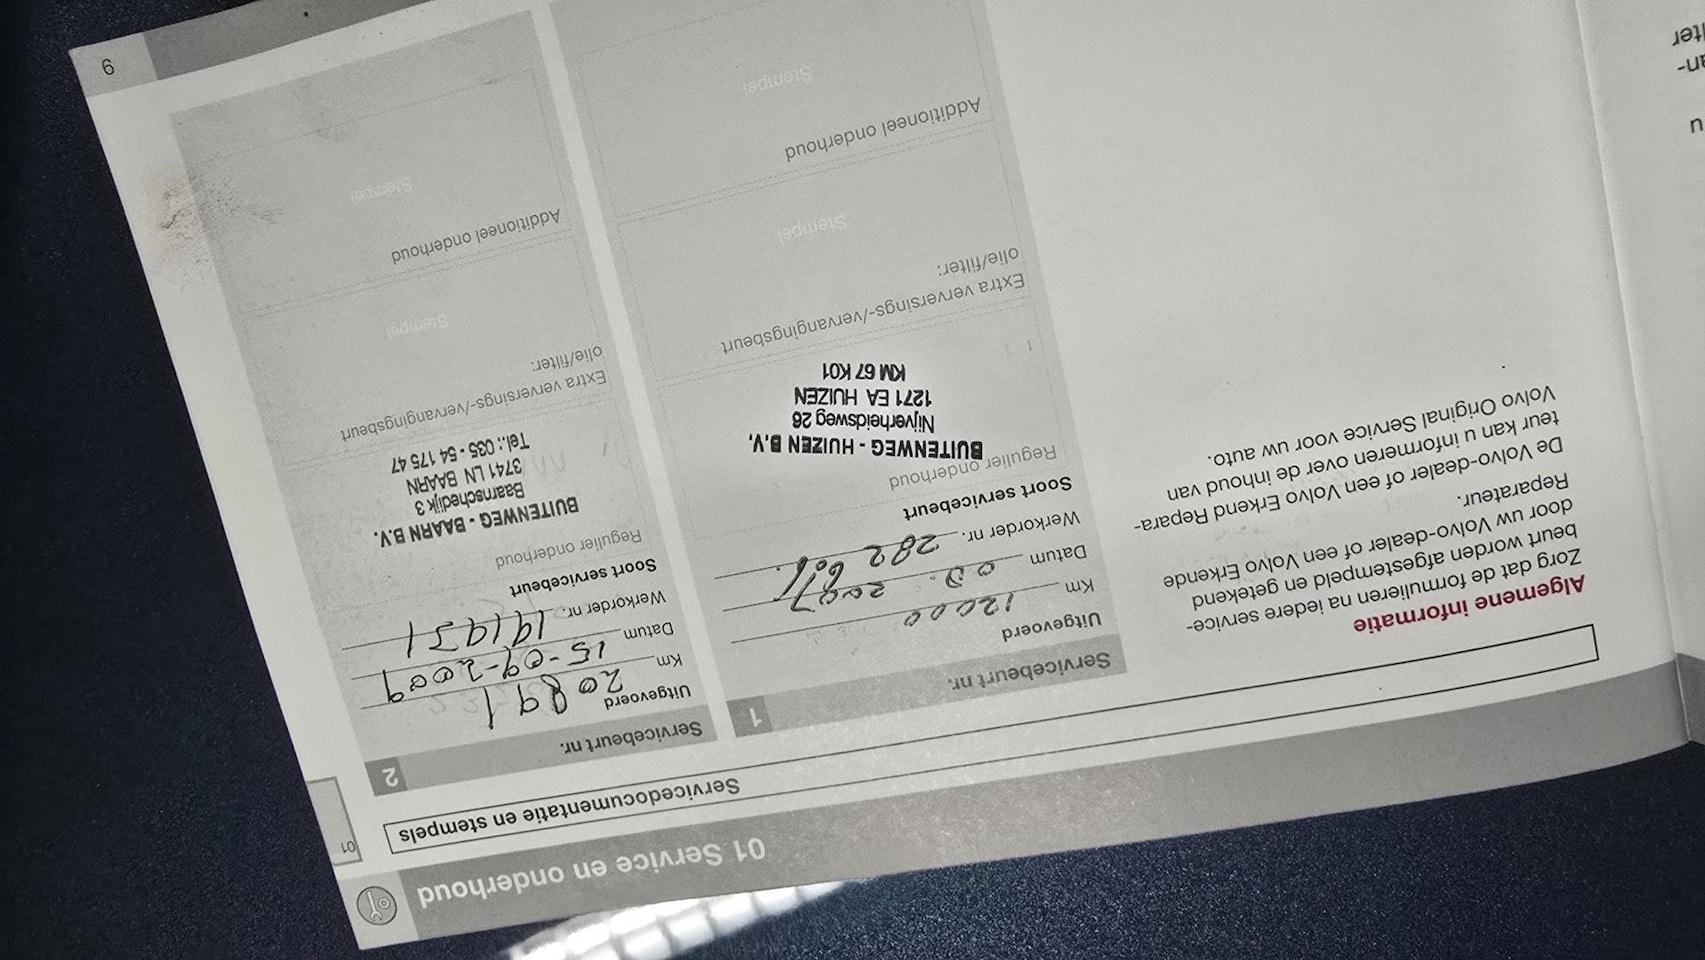 01 Service en onderhoud
01
Servicedocumentatie en stempels
Algemene informatie
Zorg dat de formulieren na iedere service-
beurt worden afgestempeld en getekend
door uw Volvo-dealer of een Volvo Erkende
Reparateur.
De Volvo-dealer of een Volvo Erkend Repara-
teur kan u informeren over de inhoud van
Volvo Original Service voor uw auto.
Servicebeurt nr. 1
Uitgevoerd
Km 12000
Datum
Werkorder nr. 282
Soort servicebeurt
Regulier onderhoud
BUITENWEG - HUIZEN B.V.
Nijverheidsweg 26
1271 EA HUIZEN
KM 67 K01
Extra verversings-/vervangingsbeurt
olie/filter:
Stempel
Additioneel onderhoud
Stempel
Servicebeurt nr. 2
Uitgevoerd
Km 20891
Datum 15-09-2009
Werkorder nr. 191931
Soort servicebeurt
Regulier onderhoud
BUITENWEG - BAARN B.V.
Baarnschedijk 3
3741 LN BAARN
Tel.: 035 - 54 175 47
Extra verversings-/vervangingsbeurt
olie/filter:
Stempel
Additioneel onderhoud
Stempel
9
u